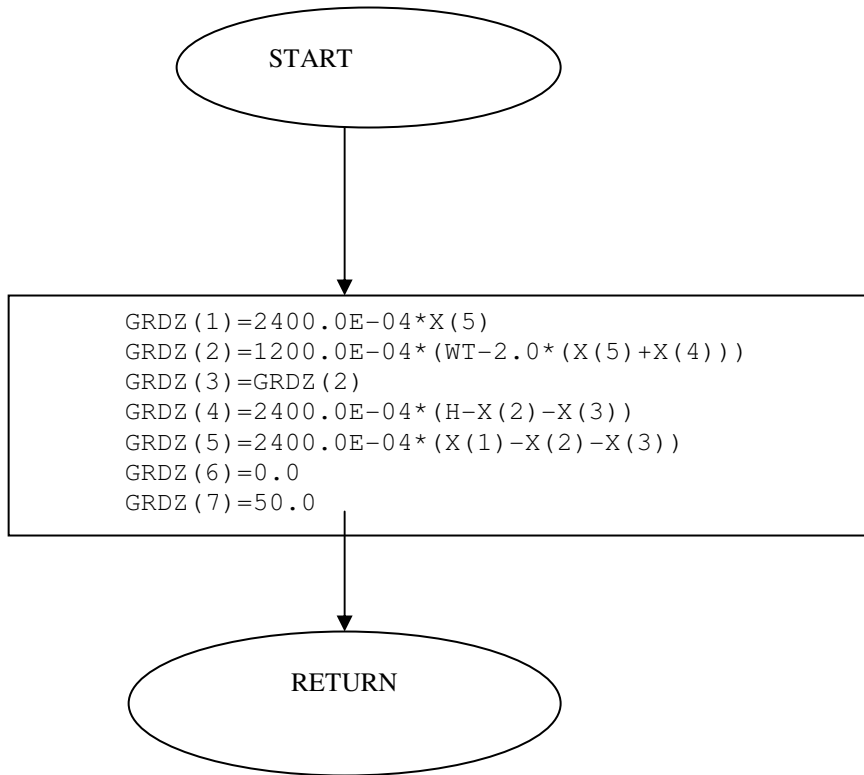 START
GRDZ(1)=2400.0E-04*X(5)
GRDZ(2)=1200.0E-04*(WT-2.0*(X(5)+X(4)))
GRDZ(3)=GRDZ(2)
GRDZ(4)=2400.0E-04*(H-X(2)-X(3))
GRDZ(5)=2400.0E-04*(X(1)-X(2)-X(3))
GRDZ(6)=0.0
GRDZ(7)=50.0
RETURN